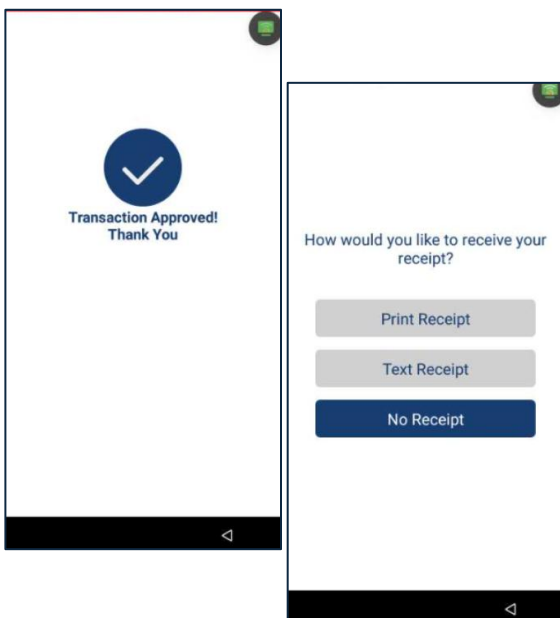 Transaction Approved!
Thank You
How would you like to receive your
receipt?
Print Receipt
Text Receipt
No Receipt